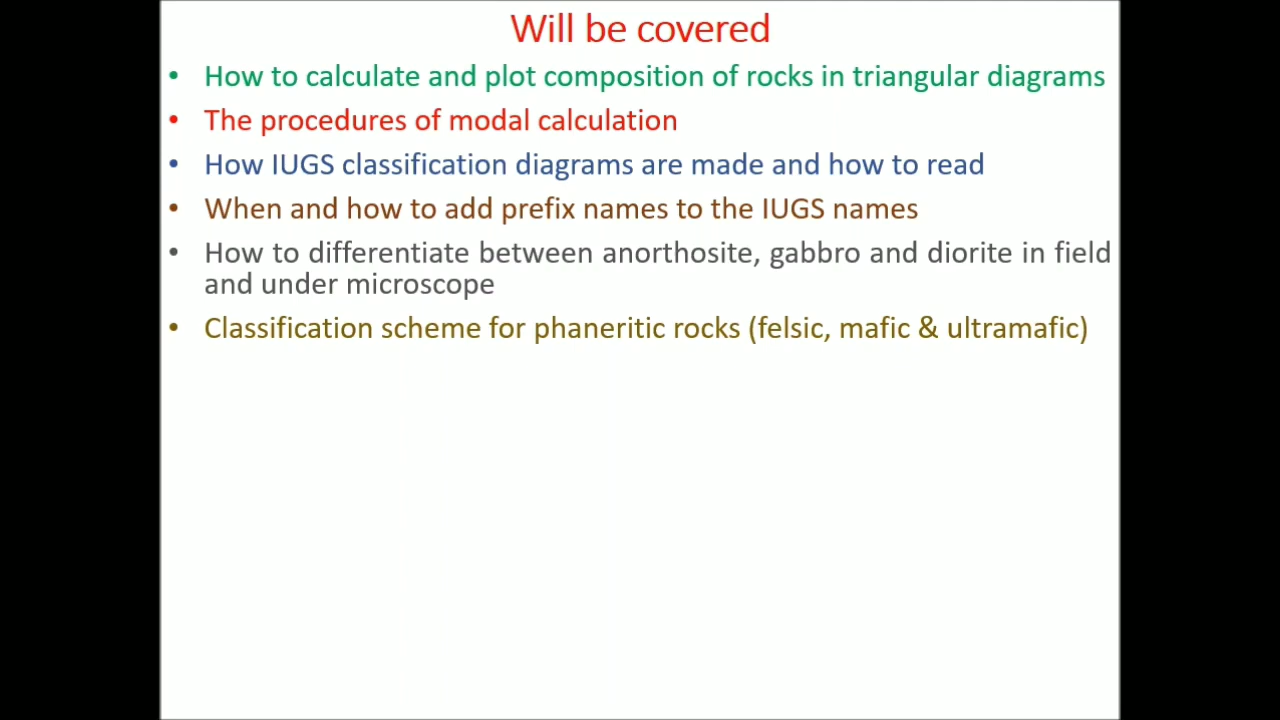 Will be covered
• How to calculate and plot composition of rocks in triangular diagrams
• The procedures of modal calculation
• How IUGS classification diagrams are made and how to read
• When and how to add prefix names to the IUGS names
• How to differentiate between anorthosite, gabbro and diorite in field
and under microscope
• Classification scheme for phaneritic rocks (felsic, mafic & ultramafic)